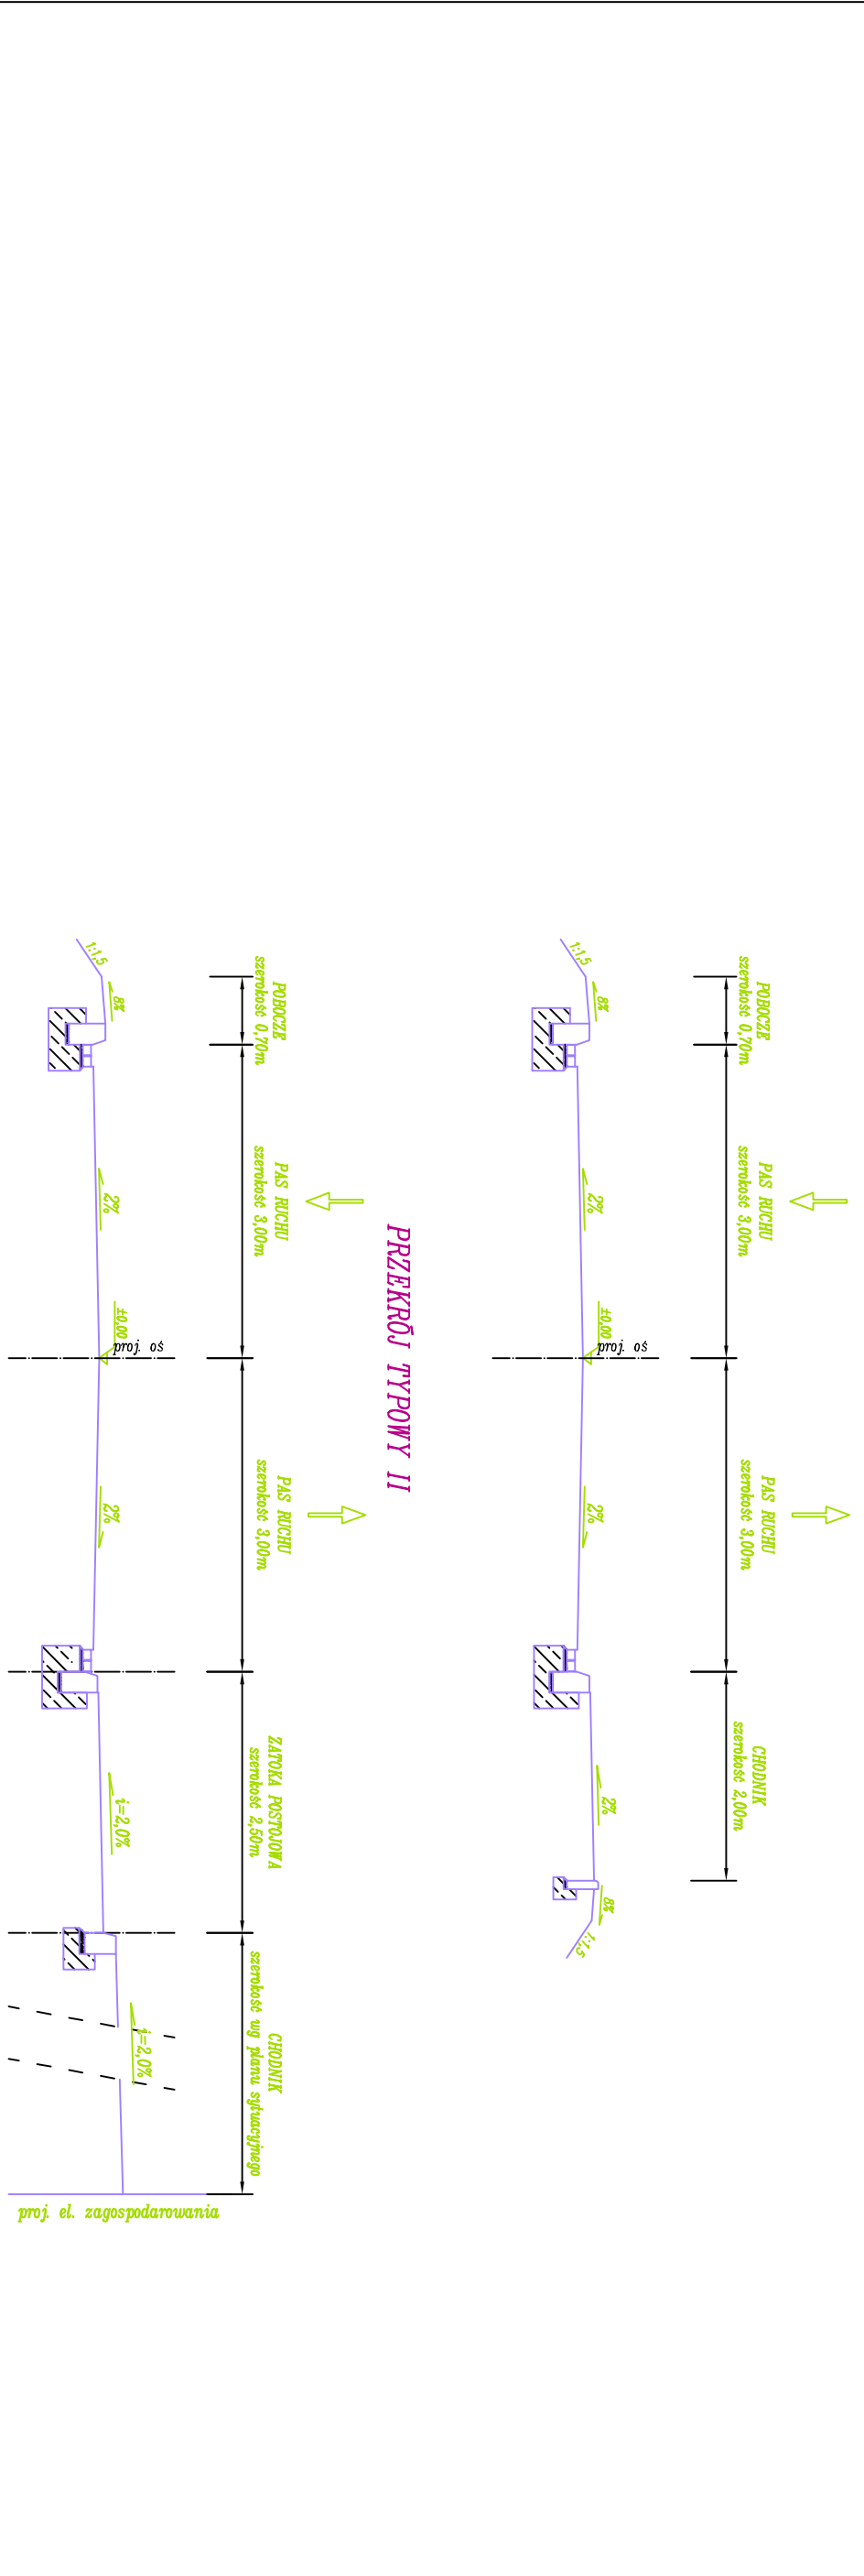 POBOCZE
szerokość 0,70m
PAS RUCHU
szerokość 3,00m
PAS RUCHU
szerokość 3,00m
CHODNIK
szerokość 2,00m
1:1,5
8%
2%
±0,00
proj. oś
2%
2%
8%
1:1,5
PRZEKRÓJ TYPOWY II
POBOCZE
szerokość 0,70m
PAS RUCHU
szerokość 3,00m
PAS RUCHU
szerokość 3,00m
ZATOKA POSTOJOWA
szerokość 2,50m
CHODNIK
szerokość wg planu sytuacyjnego
1:1,5
8%
2%
±0,00
proj. oś
2%
i=2,0%
i=2,0%
proj. el. zagospodarowania